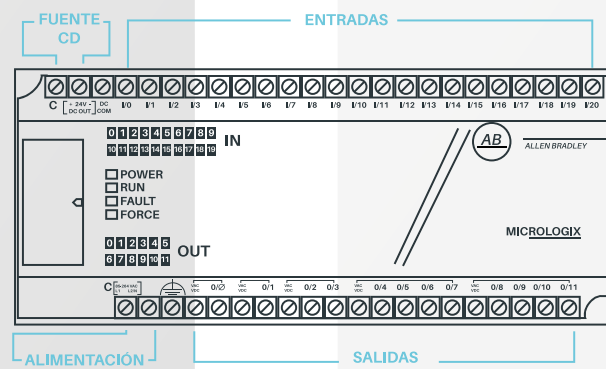 FUENTE CD
ENTRADAS
C + 24V - DC OUT DC COM I/0 I/1 I/2 I/3 I/4 I/5 I/6 I/7 I/8 I/9 I/10 I/11 I/12 I/13 I/14 I/15 I/16 I/17 I/18 I/19 I/20
0 1 2 3 4 5 6 7 8 9 IN
10 11 12 13 14 15 16 17 18 19
AB ALLEN BRADLEY
POWER
RUN
FAULT
FORCE
MICROLOGIX
0 1 2 3 4 5 OUT
6 7 8 9 10 11
C 85-264 VAC L1 L2/N VAC VDC 0/Ø VAC VDC 0/1 VAC VDC 0/2 0/3 VAC VDC 0/4 0/5 0/6 0/7 VAC VDC 0/8 0/9 0/10 0/11
ALIMENTACIÓN
SALIDAS